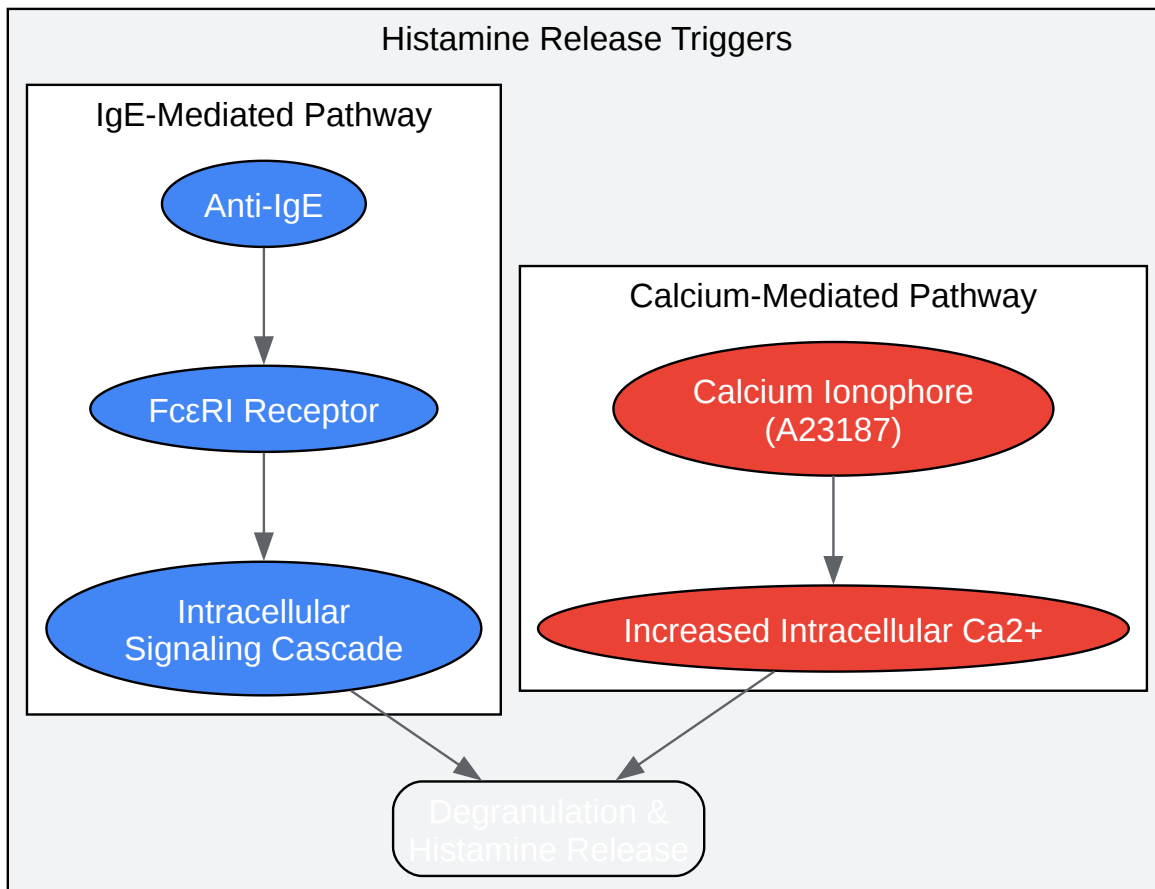 Histamine Release Triggers
IgE-Mediated Pathway
Anti-IgE
FcεRI Receptor
Intracellular
Signaling Cascade
Calcium-Mediated Pathway
Calcium Ionophore
(A23187)
Increased Intracellular Ca2+
Degranulation &
Histamine Release